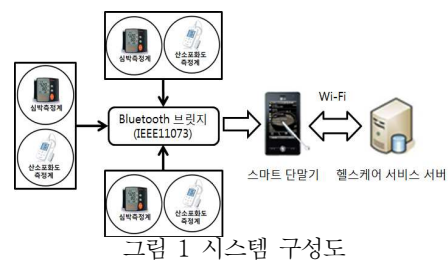 심박측정계
산소포화도
측정계
심박측정계
산소포화도
측정계
Bluetooth 브릿지
(IEEE11073)
Wi-Fi
스마트 단말기
헬스케어 서비스 서버
심박측정계
산소포화도
측정계
그림 1 시스템 구성도